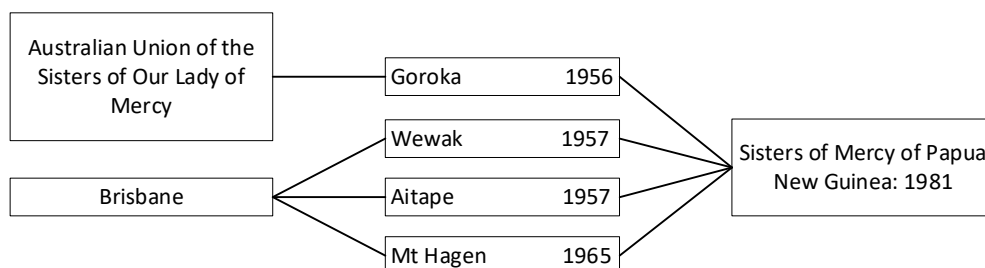 Australian Union of the
Sisters of Our Lady of
Mercy
Goroka 1956
Wewak 1957
Brisbane
Aitape 1957
Mt Hagen 1965
Sisters of Mercy of Papua
New Guinea: 1981